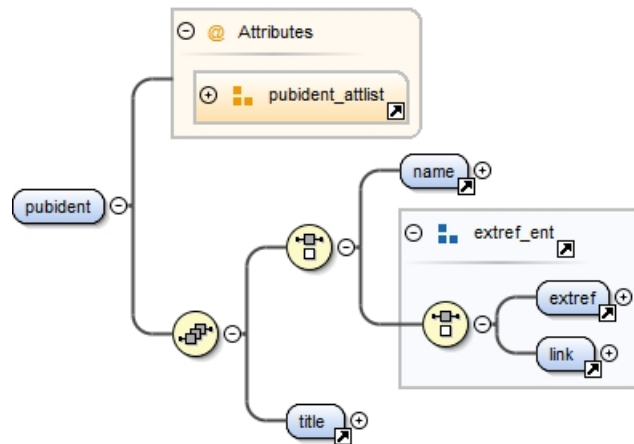 @ Attributes
pubident_attlist
pubident
name
extref_ent
extref
link
title